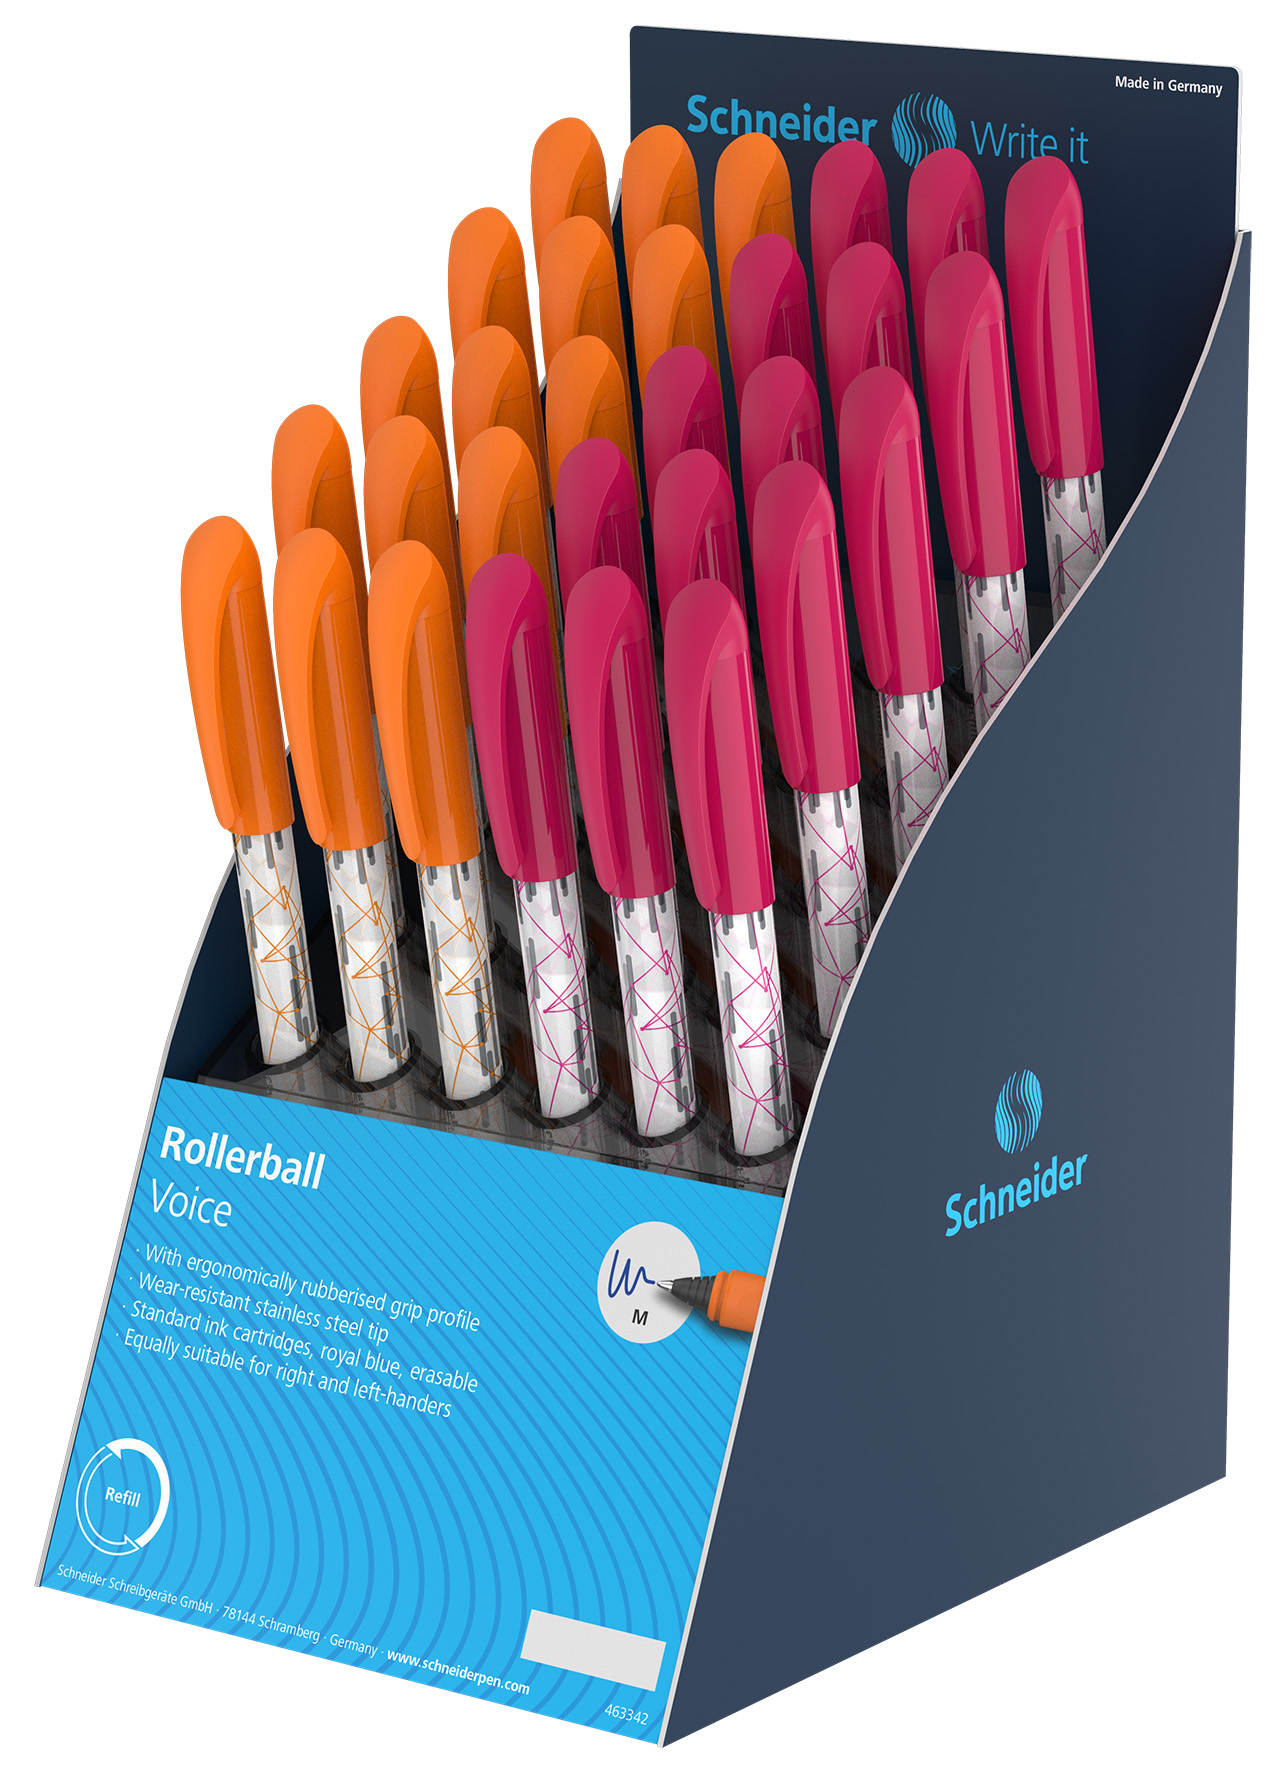 Made in Germany
Schneider Write it
Rollerball
Voice
· With ergonomically rubberised grip profile
· Wear-resistant stainless steel tip
· Standard ink cartridges, royal blue, erasable
· Equally suitable for right and left-handers
M
Refill
Schneider Schreibgeräte GmbH · 78144 Schramberg · Germany · www.schneiderpen.com
463342
Schneider